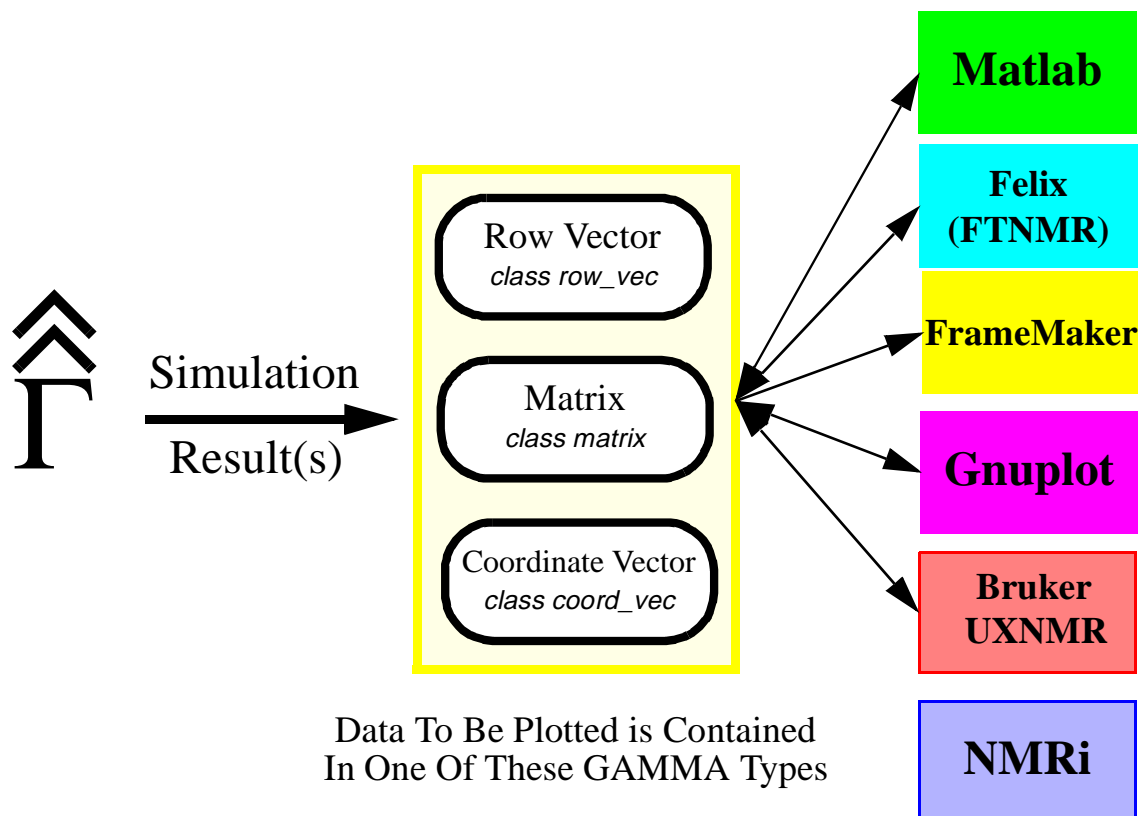 Γ
Simulation
Result(s)
Row Vector
class row_vec
Matrix
class matrix
Coordinate Vector
class coord_vec
Data To Be Plotted is Contained
In One Of These GAMMA Types
Matlab
Felix
(FTNMR)
FrameMaker
Gnuplot
Bruker
UXNMR
NMRi